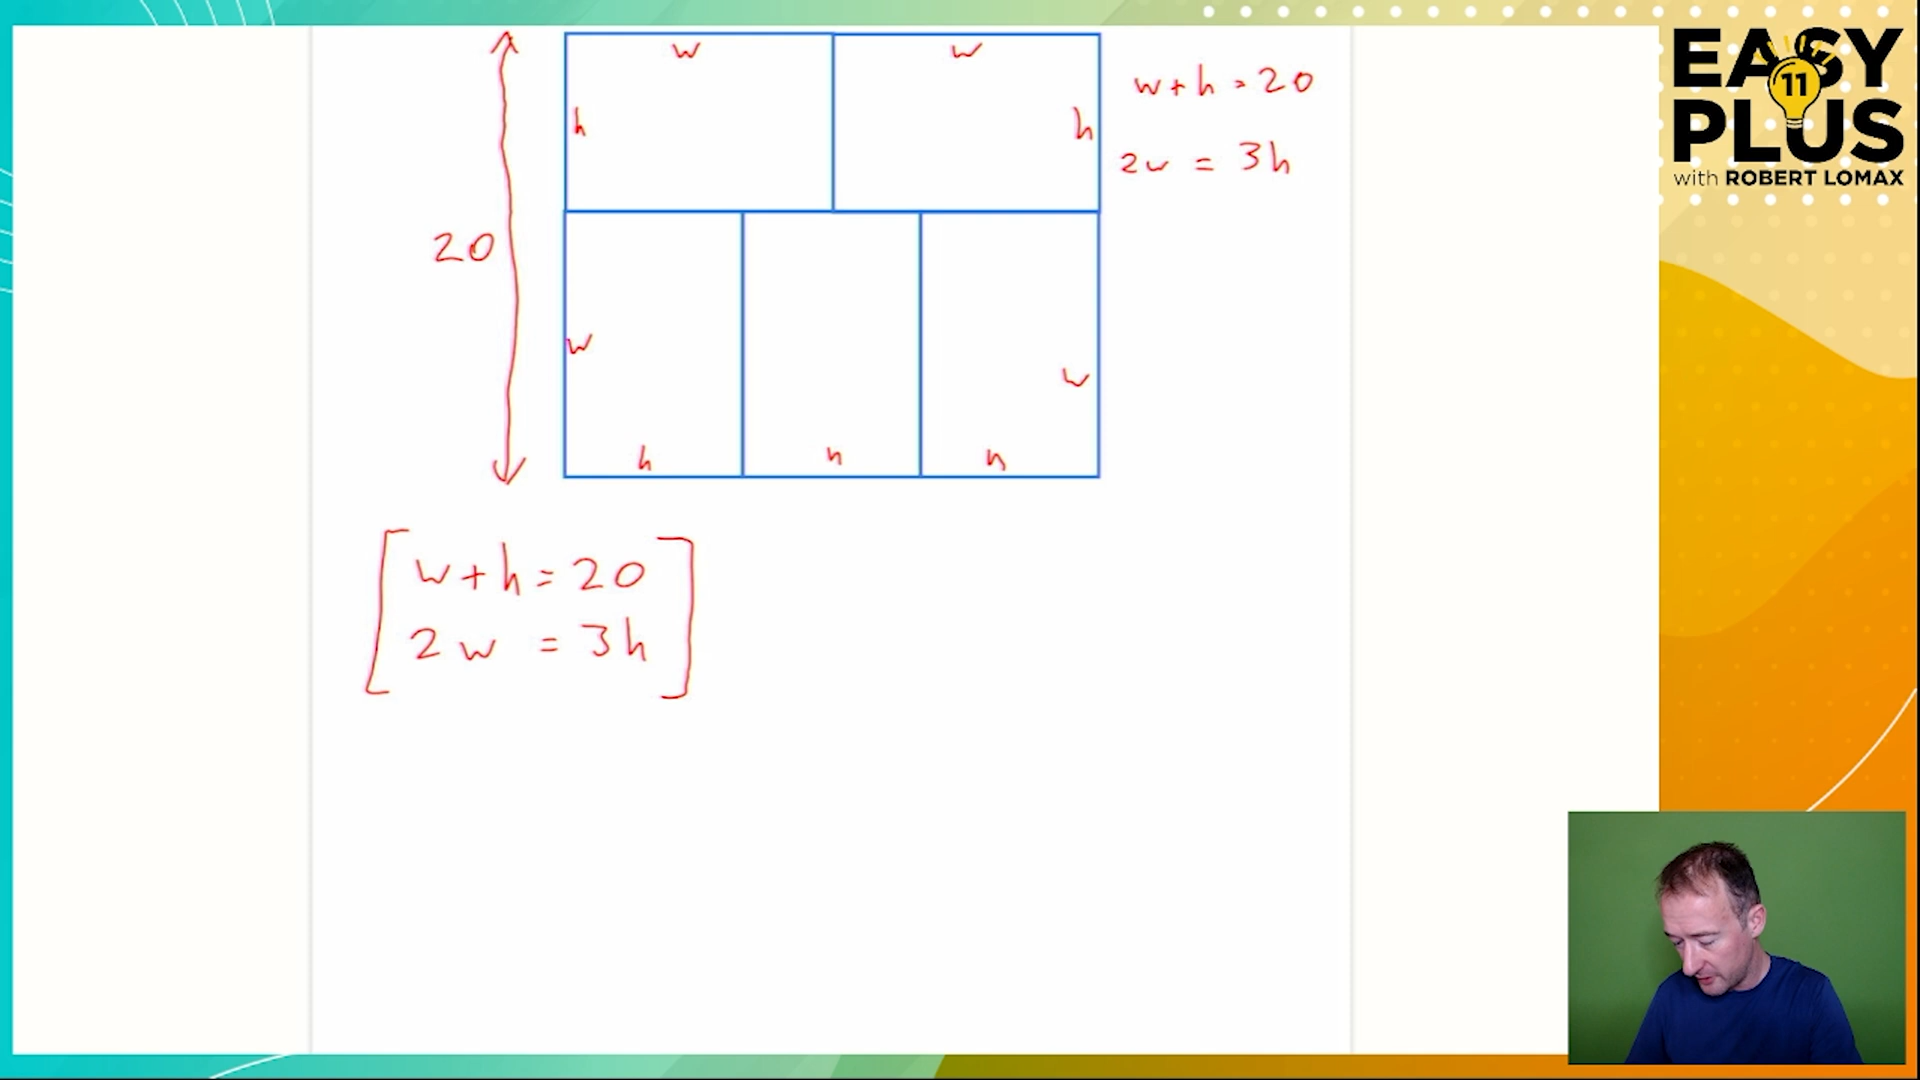 w w
w + h = 20
h h
2w = 3h
20
w
w
h h h
w + h = 20
2w = 3h
EASY
11
PLUS
with ROBERT LOMAX